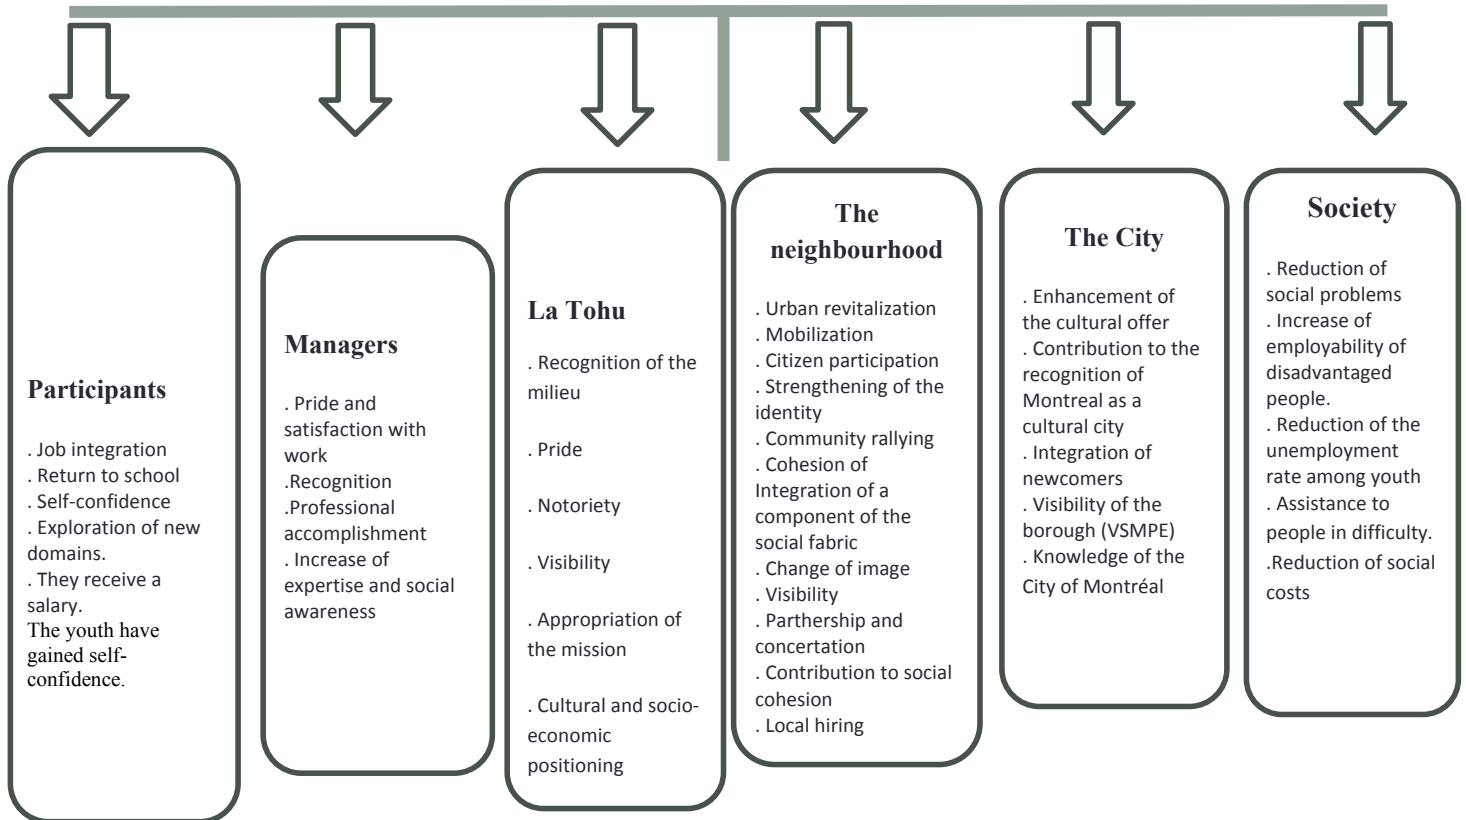 Participants
. Job integration
. Return to school
. Self-confidence
. Exploration of new
domains.
. They receive a
salary.
The youth have
gained self-
confidence.
Managers
. Pride and
satisfaction with
work
.Recognition
.Professional
accomplishment
. Increase of
expertise and social
awareness
La Tohu
. Recognition of the
milieu
. Pride
. Notoriety
. Visibility
. Appropriation of
the mission
. Cultural and socio-
economic
positioning
The
neighbourhood
. Urban revitalization
. Mobilization
. Citizen participation
. Strengthening of the
identity
. Community rallying
. Cohesion of
Integration of a
component of the
social fabric
. Change of image
. Visibility
. Parthership and
concertation
. Contribution to social
cohesion
. Local hiring
The City
. Enhancement of
the cultural offer
. Contribution to the
recognition of
Montreal as a
cultural city
. Integration of
newcomers
. Visibility of the
borough (VSMPE)
. Knowledge of the
City of Montréal
Society
. Reduction of
social problems
. Increase of
employability of
disadvantaged
people.
. Reduction of the
unemployment
rate among youth
. Assistance to
people in difficulty.
.Reduction of social
costs